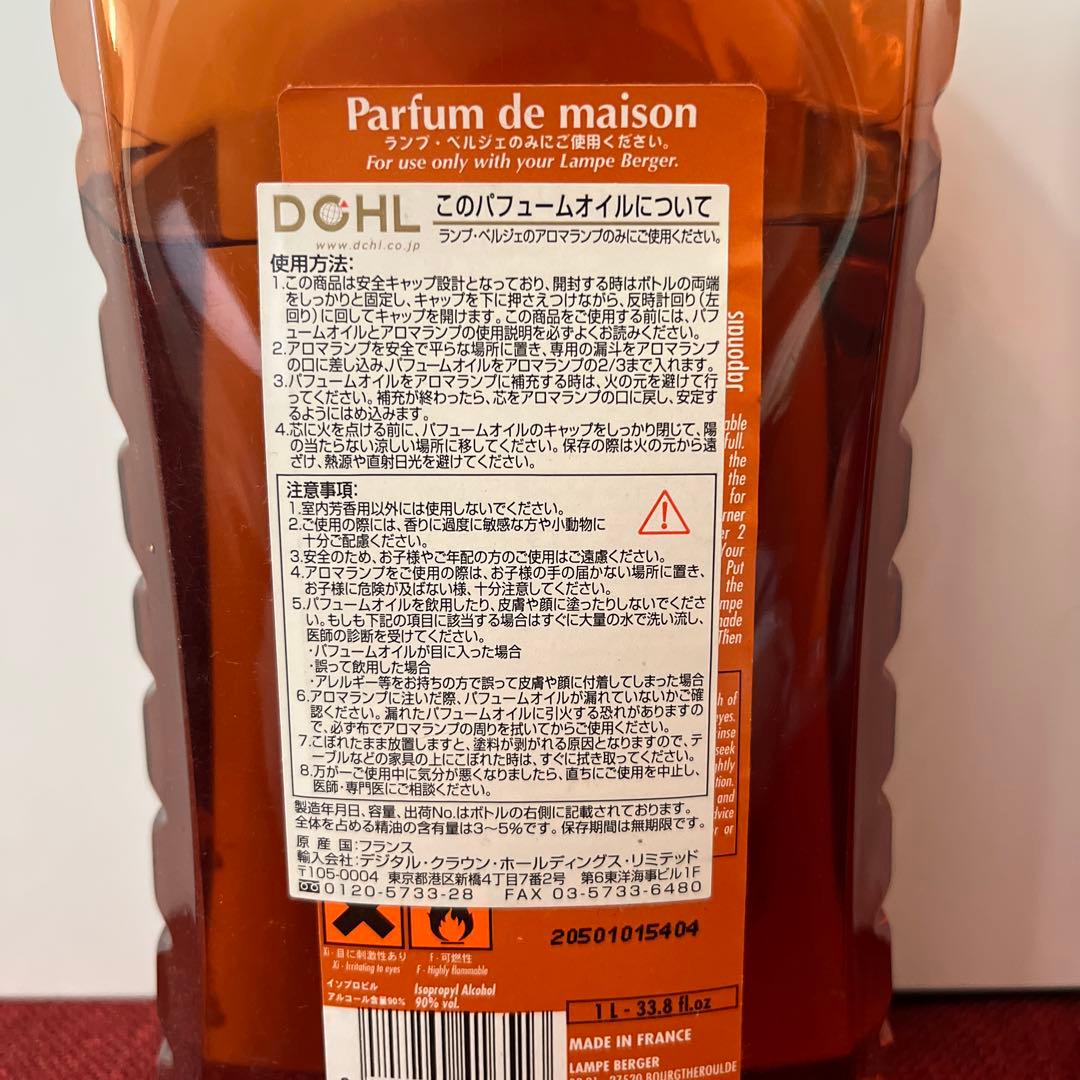 Parfum de maison
ランプ・ベルジェのみにご使用ください。
For use only with your Lampe Berger.
DCHL
www.dchl.co.jp
このパフュームオイルについて
ランプ・ベルジェのアロマランプのみにご使用ください。
使用方法:
1.この商品は安全キャップ設計となっており、開封する時はボトルの両端
をしっかりと固定し、キャップを下に押さえつけながら、反時計回り(左
回り)に回してキャップを開けます。この商品をご使用する前には、パフ
ュームオイルとアロマランプの使用説明を必ずよくお読みください。
2.アロマランプを安全で平らな場所に置き、専用の漏斗をアロマランプ
の口に差し込み、パフュームオイルをアロマランプの2/3まで入れます。
3.パフュームオイルをアロマランプに補充する時は、火の元を避けて行
ってください。補充が終わったら、芯をアロマランプの口に戻し、安定す
るようにはめ込みます。
4.芯に火を点ける前に、パフュームオイルのキャップをしっかり閉じて、陽
の当たらない涼しい場所に移してください。保存の際は火の元から遠
ざけ、熱源や直射日光を避けてください。
注意事項:
1.室内芳香用以外には使用しないでください。
2.ご使用の際には、香りに過度に敏感な方や小動物に
十分ご配慮ください。
3.安全のため、お子様やご年配の方のご使用はご遠慮ください。
4.アロマランプをご使用の際は、お子様の手の届かない場所に置き、
お子様に危険が及ばない様、十分注意してください。
5.パフュームオイルを飲用したり、皮膚や顔に塗ったりしないでくださ
い。もしも下記の項目に該当する場合はすぐに大量の水で洗い流し、
医師の診断を受けてください。
・パフュームオイルが目に入った場合
・誤って飲用した場合
・アレルギー等をお持ちの方で誤って皮膚や顔に付着してしまった場合
6.アロマランプに注いだ際、パフュームオイルが漏れていないかご確
認ください。漏れたパフュームオイルに引火する恐れがありますの
で、必ず布でアロマランプの周りを拭いてからご使用ください。
7.こぼれたまま放置しますと、塗料が剥がれる原因となりますので、テ
ーブルなどの家具の上にこぼれた時は、すぐに拭き取ってください。
8.万が一ご使用中に気分が悪くなりましたら、直ちにご使用を中止し、
医師・専門医にご相談ください。
製造年月日、容量、出荷No.はボトルの右側に記載されております。
全体を占める精油の含有量は3〜5%です。保存期間は無期限です。
原産国:フランス
輸入会社:デジタル・クラウン・ホールディングス・リミテッド
〒105-0004 東京都港区新橋4丁目7番2号 第6東洋海事ビル1F
0120-5733-28 FAX 03-5733-6480
Japonais
able
full.
the
the
for
rner
er 2
Your
Put
the
mpe
made
Then
h of
eyes.
rinse
seek
ghtly
tion.
and
dvice
r or
Xi - 目に刺激性あり
Xi - Irritating to eyes
F - 可燃性
F - Highly flammable
20501015404
イソプロピル
アルコール含量90%
Isopropyl Alcohol
90% vol.
1 L - 33.8 fl.oz
MADE IN FRANCE
LAMPE BERGER
27520 BOURGTHEROULDE